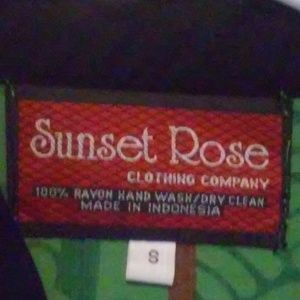 Sunset Rose
CLOTHING COMPANY
100% RAYON HAND WASH/DRY CLEAN
MADE IN INDONESIA
S